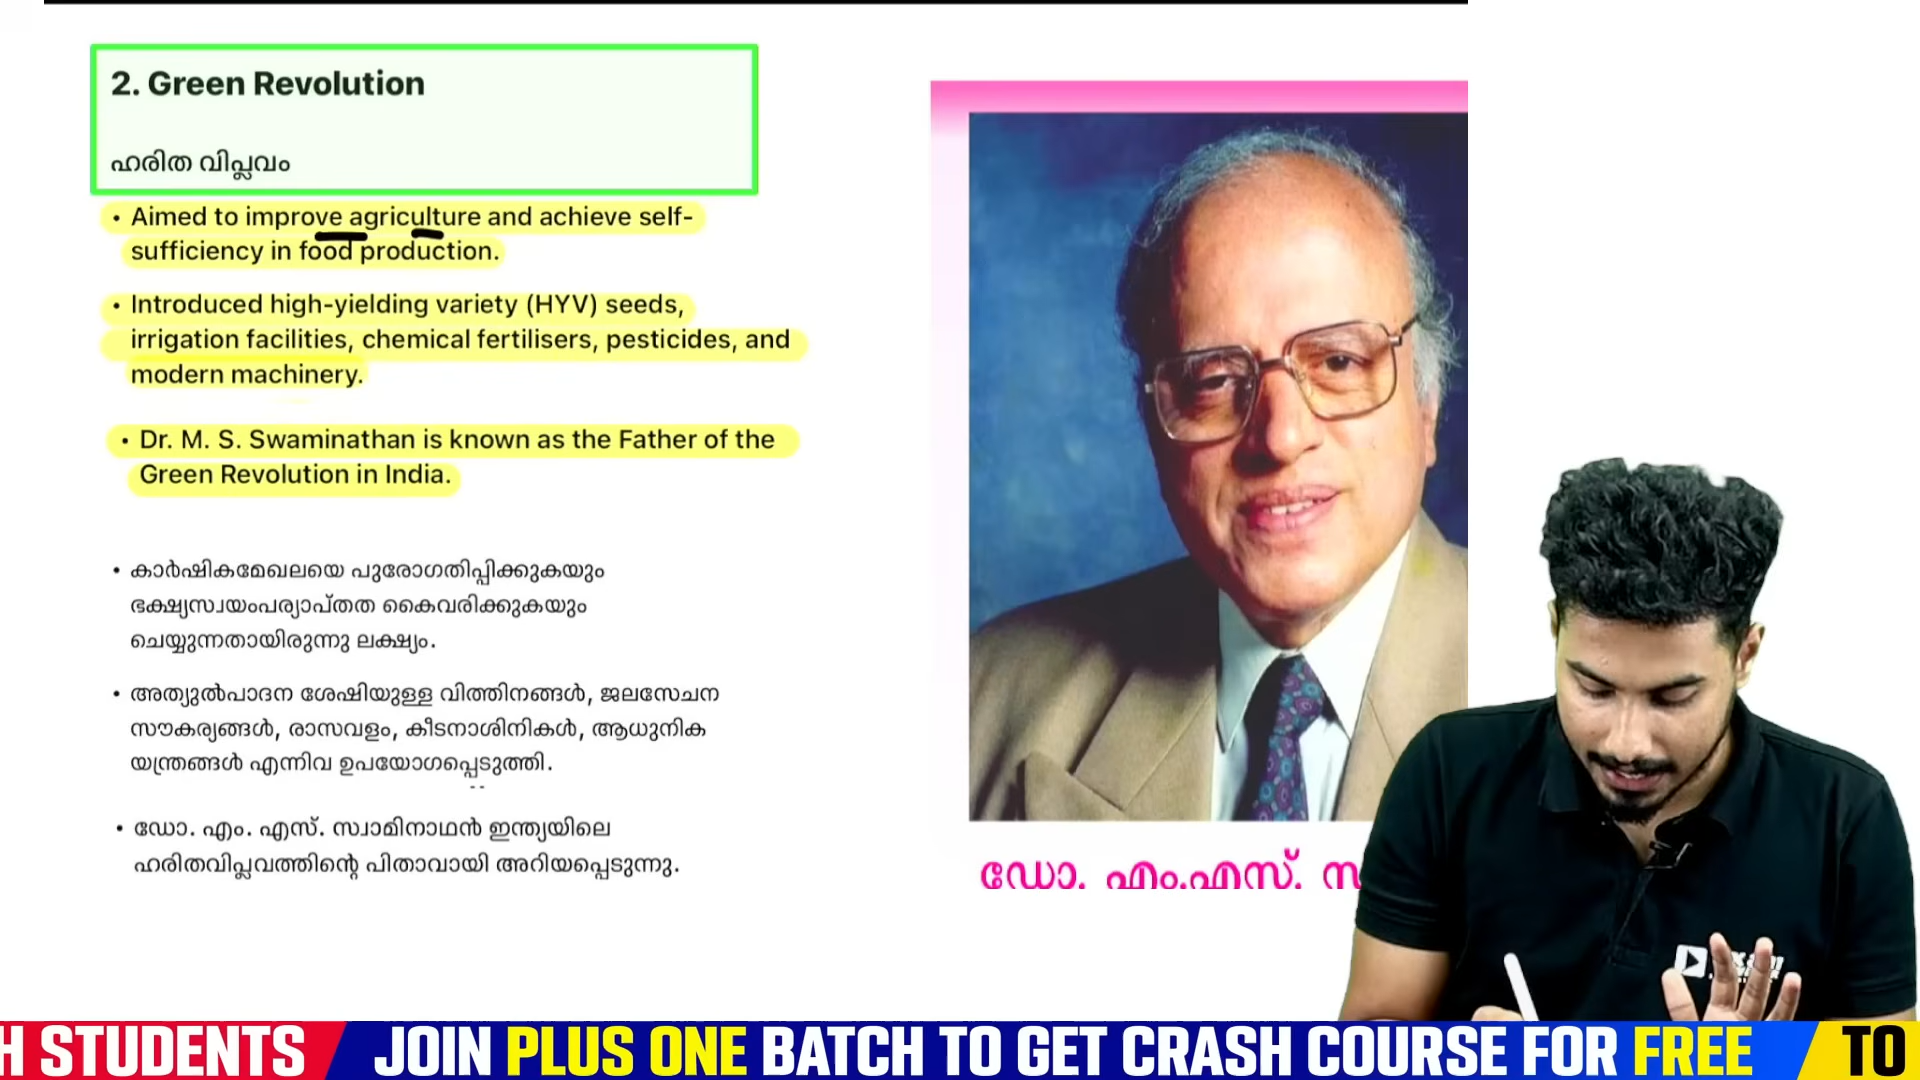 2. Green Revolution
ഹരിത വിപ്ലവം
• Aimed to improve agriculture and achieve self-
sufficiency in food production.
• Introduced high-yielding variety (HYV) seeds,
irrigation facilities, chemical fertilisers, pesticides, and
modern machinery.
• Dr. M. S. Swaminathan is known as the Father of the
Green Revolution in India.
• കാർഷികമേഖലയെ പുരോഗതിപ്പിക്കുകയും
ഭക്ഷ്യസ്വയംപര്യാപ്തത കൈവരിക്കുകയും
ചെയ്യുന്നതായിരുന്നു ലക്ഷ്യം.
• അത്യുൽപാദന ശേഷിയുള്ള വിത്തിനങ്ങൾ, ജലസേചന
സൗകര്യങ്ങൾ, രാസവളം, കീടനാശിനികൾ, ആധുനിക
യന്ത്രങ്ങൾ എന്നിവ ഉപയോഗപ്പെടുത്തി.
• ഡോ. എം. എസ്. സ്വാമിനാഥൻ ഇന്ത്യയിലെ
ഹരിതവിപ്ലവത്തിന്റെ പിതാവായി അറിയപ്പെടുന്നു.
ഡോ. എം.എസ്.
H STUDENTS JOIN PLUS ONE BATCH TO GET CRASH COURSE FOR FREE TO